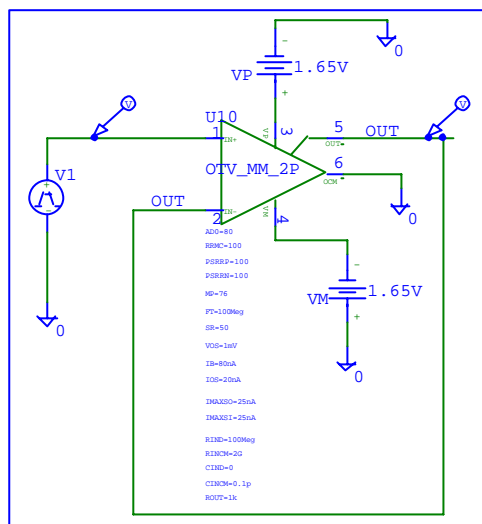 -
0
VP
1.65V
+
V
V
U10
1
IN+
VP
3
5
OUT
OUT-
V1
+
-
OTV_MM_2P
6
OCM
OUT
2
IN-
VM
4
0
AD0=80
RRMC=100
PSRRP=100
PSRRN=100
MP=76
FT=100Meg
SR=50
VOS=1mV
IB=80nA
IOS=20nA
IMAXSO=25nA
IMAXSI=25nA
RIND=100Meg
RINCM=2G
CIND=0
CINCM=0.1p
ROUT=1k
-
VM
1.65V
+
0
0